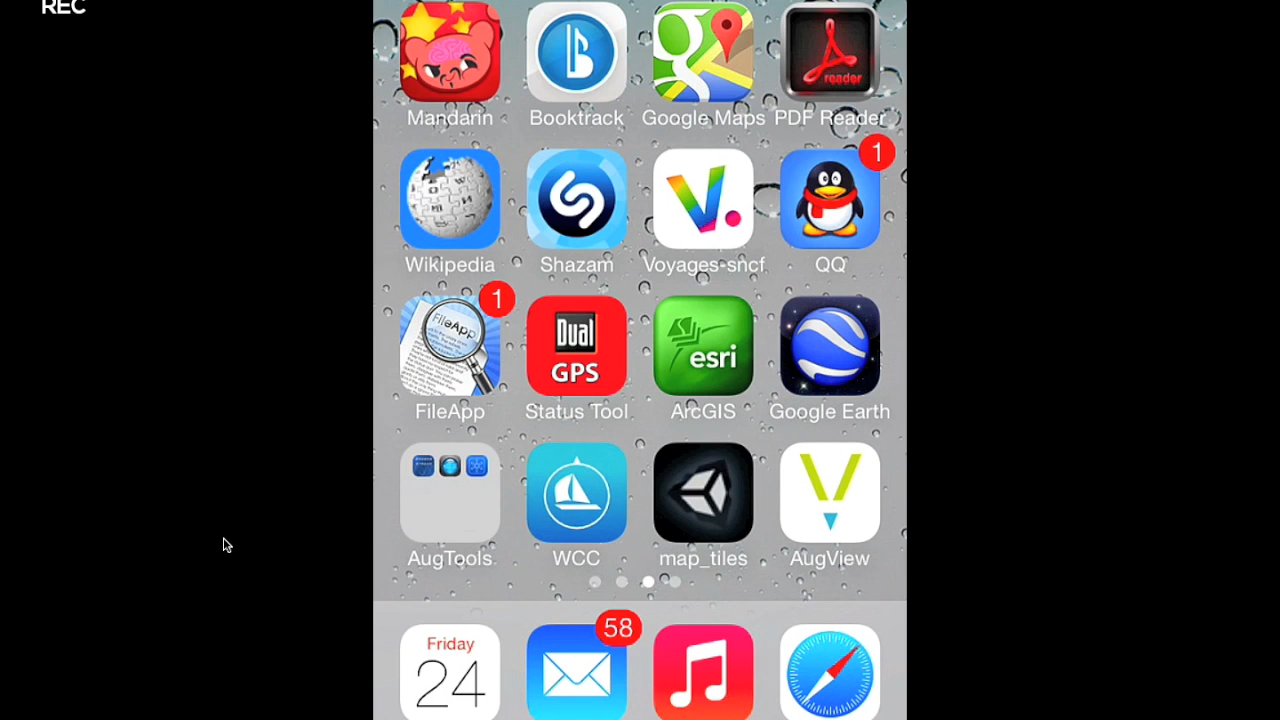 REC
reader
Mandarin Booktrack Google Maps PDF Reader
1
Wikipedia Shazam Voyages-sncf QQ
1
FileApp
Dual
GPS
esri
FileApp Status Tool ArcGIS Google Earth
AugTools WCC map_tiles AugView
58
Friday
24